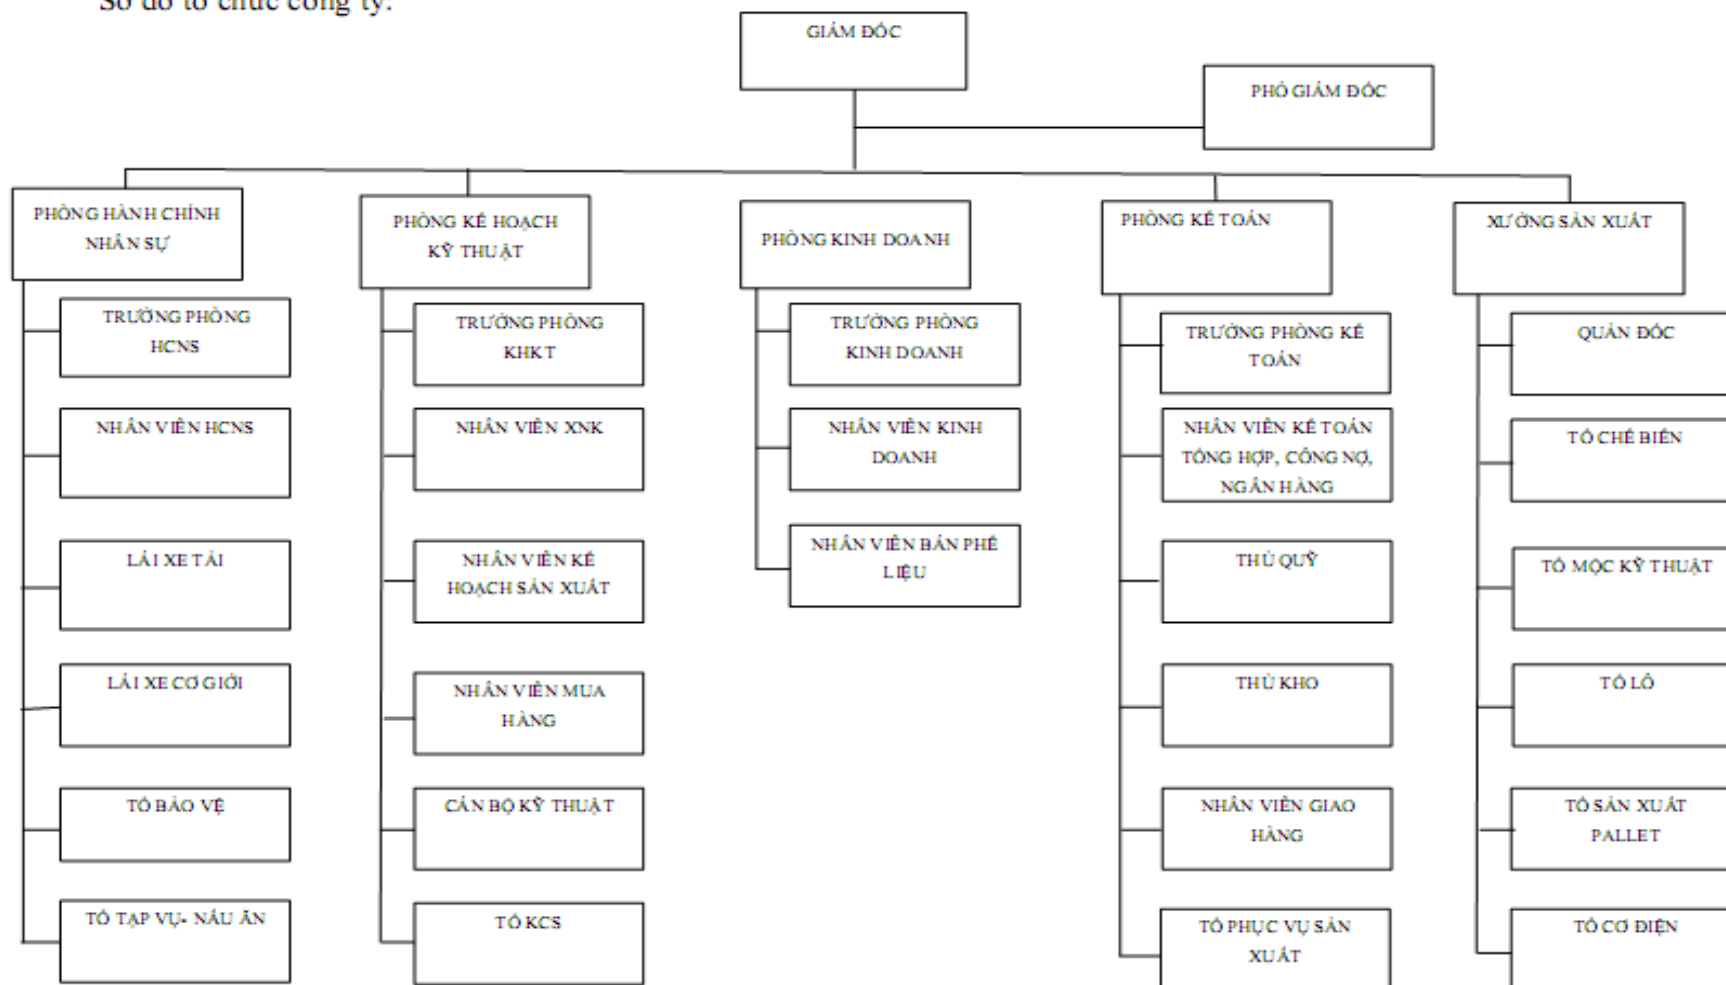 Sơ đồ tổ chức công ty:
GIÁM ĐỐC
PHÓ GIÁM ĐỐC
PHÒNG HÀNH CHÍNH
NHÂN SỰ
TRƯỞNG PHÒNG
HCNS
NHÂN VIÊN HCNS
LÁI XE TẢI
LÁI XE CƠ GIỚI
TỔ BẢO VỆ
TỔ TẠP VỤ- NẤU ĂN
PHÒNG KẾ HOẠCH
KỸ THUẬT
TRƯỞNG PHÒNG
KHKT
NHÂN VIÊN XNK
NHÂN VIÊN KẾ
HOẠCH SẢN XUẤT
NHÂN VIÊN MUA
HÀNG
CÁN BỘ KỸ THUẬT
TỔ KCS
PHÒNG KINH DOANH
TRƯỞNG PHÒNG
KINH DOANH
NHÂN VIÊN KINH
DOANH
NHÂN VIÊN BÁN PHẾ
LIỆU
PHÒNG KẾ TOÁN
TRƯỞNG PHÒNG KẾ
TOÁN
NHÂN VIÊN KẾ TOÁN
TỔNG HỢP, CÔNG NỢ,
NGÂN HÀNG
THỦ QUỸ
THỦ KHO
NHÂN VIÊN GIAO
HÀNG
TỔ PHỤC VỤ SẢN
XUẤT
XƯỞNG SẢN XUẤT
QUẢN ĐỐC
TỔ CHẾ BIẾN
TỔ MỘC KỸ THUẬT
TỔ LÒ
TỔ SẢN XUẤT
PALLET
TỔ CƠ ĐIỆN